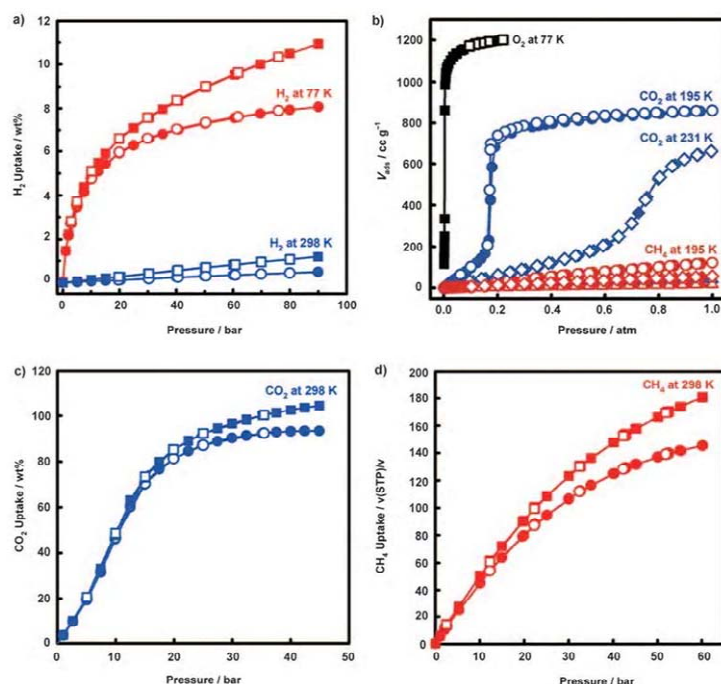 a)
12
10
8
6
4
2
0
H2 Uptake / wt%
H2 at 77 K
H2 at 298 K
0 20 40 60 80 100
Pressure / bar
b)
1200
1000
800
600
400
200
0
Vads / cc g-1
O2 at 77 K
CO2 at 195 K
CO2 at 231 K
CH4 at 195 K
0.0 0.2 0.4 0.6 0.8 1.0
Pressure / atm
c)
120
100
80
60
40
20
0
CO2 Uptake / wt%
CO2 at 298 K
0 10 20 30 40 50
Pressure / bar
d)
200
180
160
140
120
100
80
60
40
20
0
CH4 Uptake / v(STP)/v
CH4 at 298 K
0 10 20 30 40 50 60
Pressure / bar